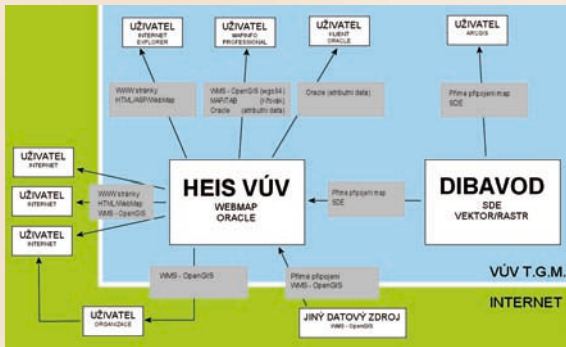 UŽIVATEL
INTERNET
EXPLORER
UŽIVATEL
MAPINFO
PROFESSIONAL
UŽIVATEL
KLIENT
ORACLE
UŽIVATEL
ARCGIS
WWW stránky
HTML/ASP/WebMap
WMS - OpenGIS (wgs84)
MAP/TAB
Oracle (atributní data)
Oracle (atributní data)
Přímé připojení map
SDE
UŽIVATEL
INTERNET
UŽIVATEL
INTERNET
UŽIVATEL
INTERNET
WWW stránky
HTML/WebMap
WMS - OpenGIS
HEIS VÚV
WEBMAP
ORACLE
Přímé připojení map
SDE
DIBAVOD
SDE
VEKTOR/RASTR
WMS - OpenGIS
Přímé připojení
WMS - OpenGIS
VÚV T.G.M.
INTERNET
UŽIVATEL
ORGANIZACE
JINÝ DATOVÝ ZDROJ
WMS - OpenGIS